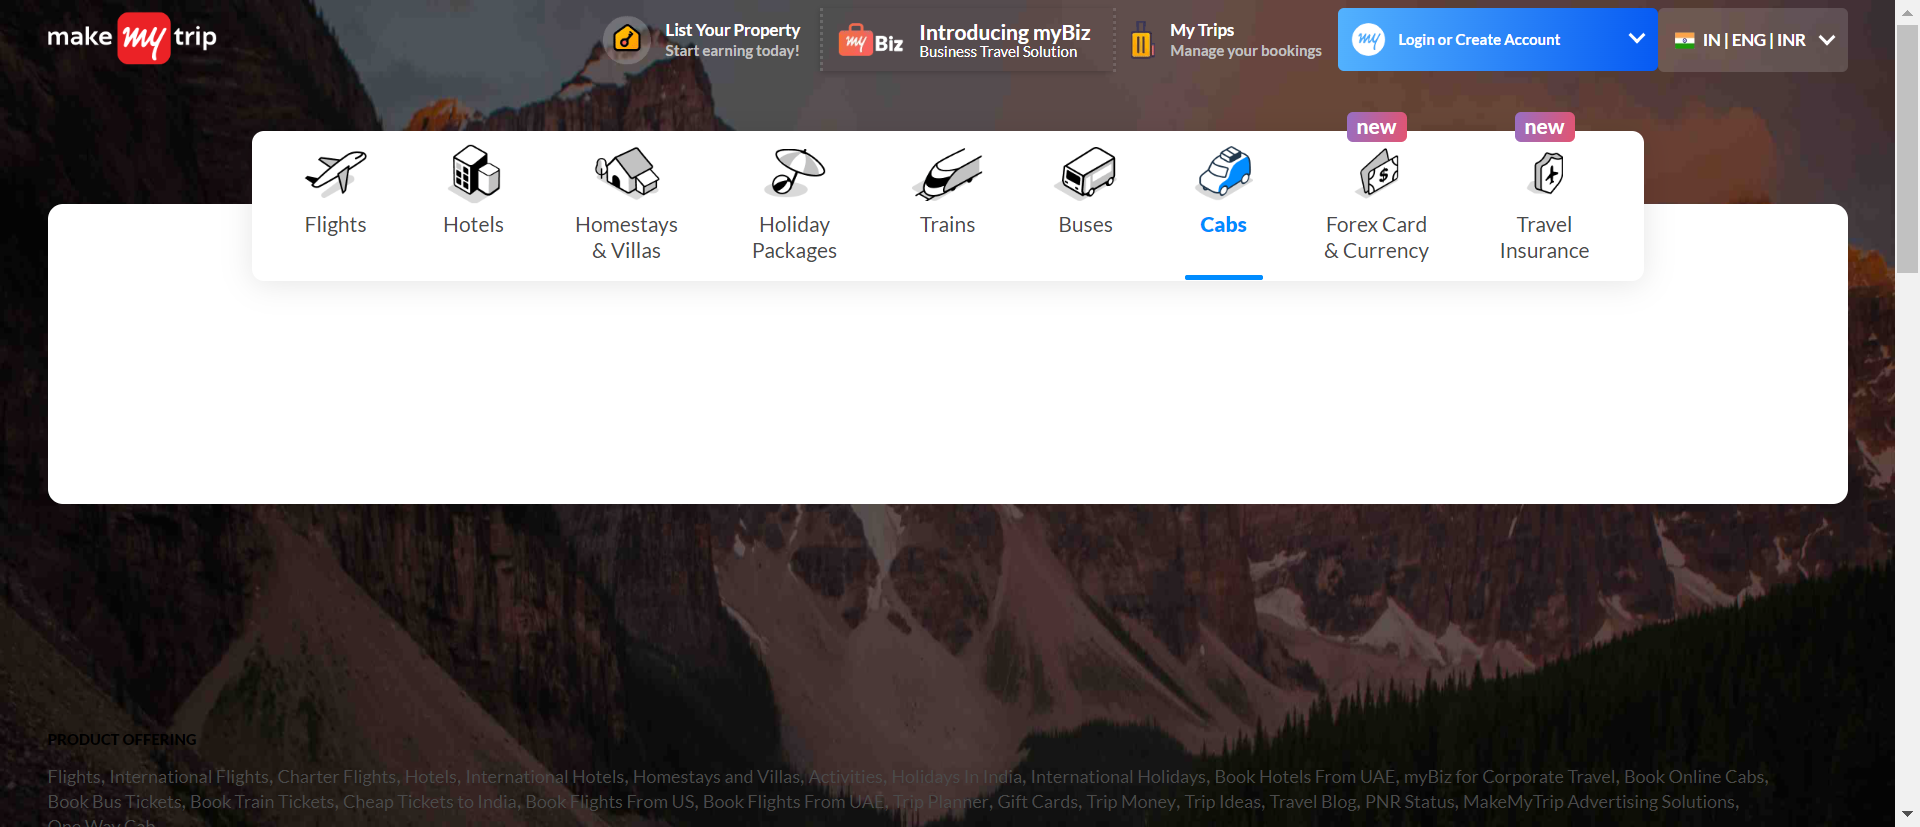 make my trip
List Your Property
Start earning today!
my Biz
Introducing myBiz
Business Travel Solution
My Trips
Manage your bookings
my
Login or Create Account
IN | ENG | INR
new
new
Flights
Hotels
Homestays
& Villas
Holiday
Packages
Trains
Buses
Cabs
Forex Card
& Currency
Travel
Insurance
PRODUCT OFFERING
Flights, International Flights, Charter Flights, Hotels, International Hotels, Homestays and Villas, Activities, Holidays In India, International Holidays, Book Hotels From UAE, myBiz for Corporate Travel, Book Online Cabs,
Book Bus Tickets, Book Train Tickets, Cheap Tickets to India, Book Flights From US, Book Flights From UAE, Trip Planner, Gift Cards, Trip Money, Trip Ideas, Travel Blog, PNR Status, MakeMyTrip Advertising Solutions,
One Way Cab